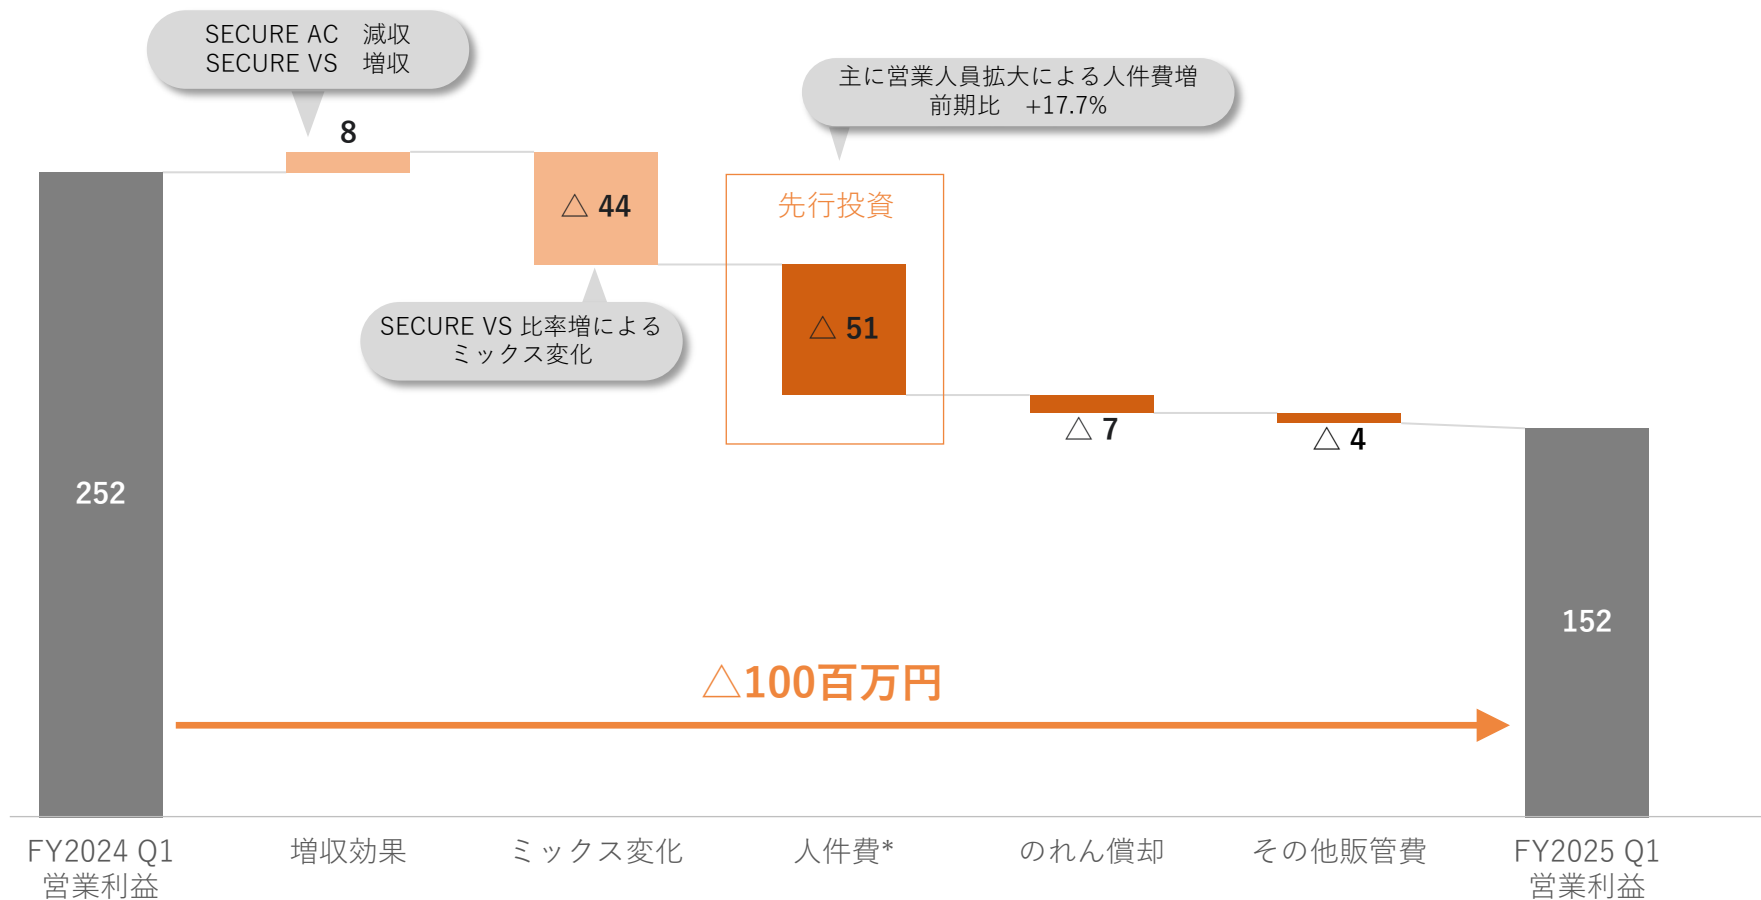 SECURE AC　減収
SECURE VS　増収
主に営業人員拡大による人件費増
前期比　+17.7%
8
△ 44
先行投資
SECURE VS 比率増による
ミックス変化
△ 51
△ 7
△ 4
252
152
△100百万円
FY2024 Q1
営業利益
増収効果
ミックス変化
人件費*
のれん償却
その他販管費
FY2025 Q1
営業利益